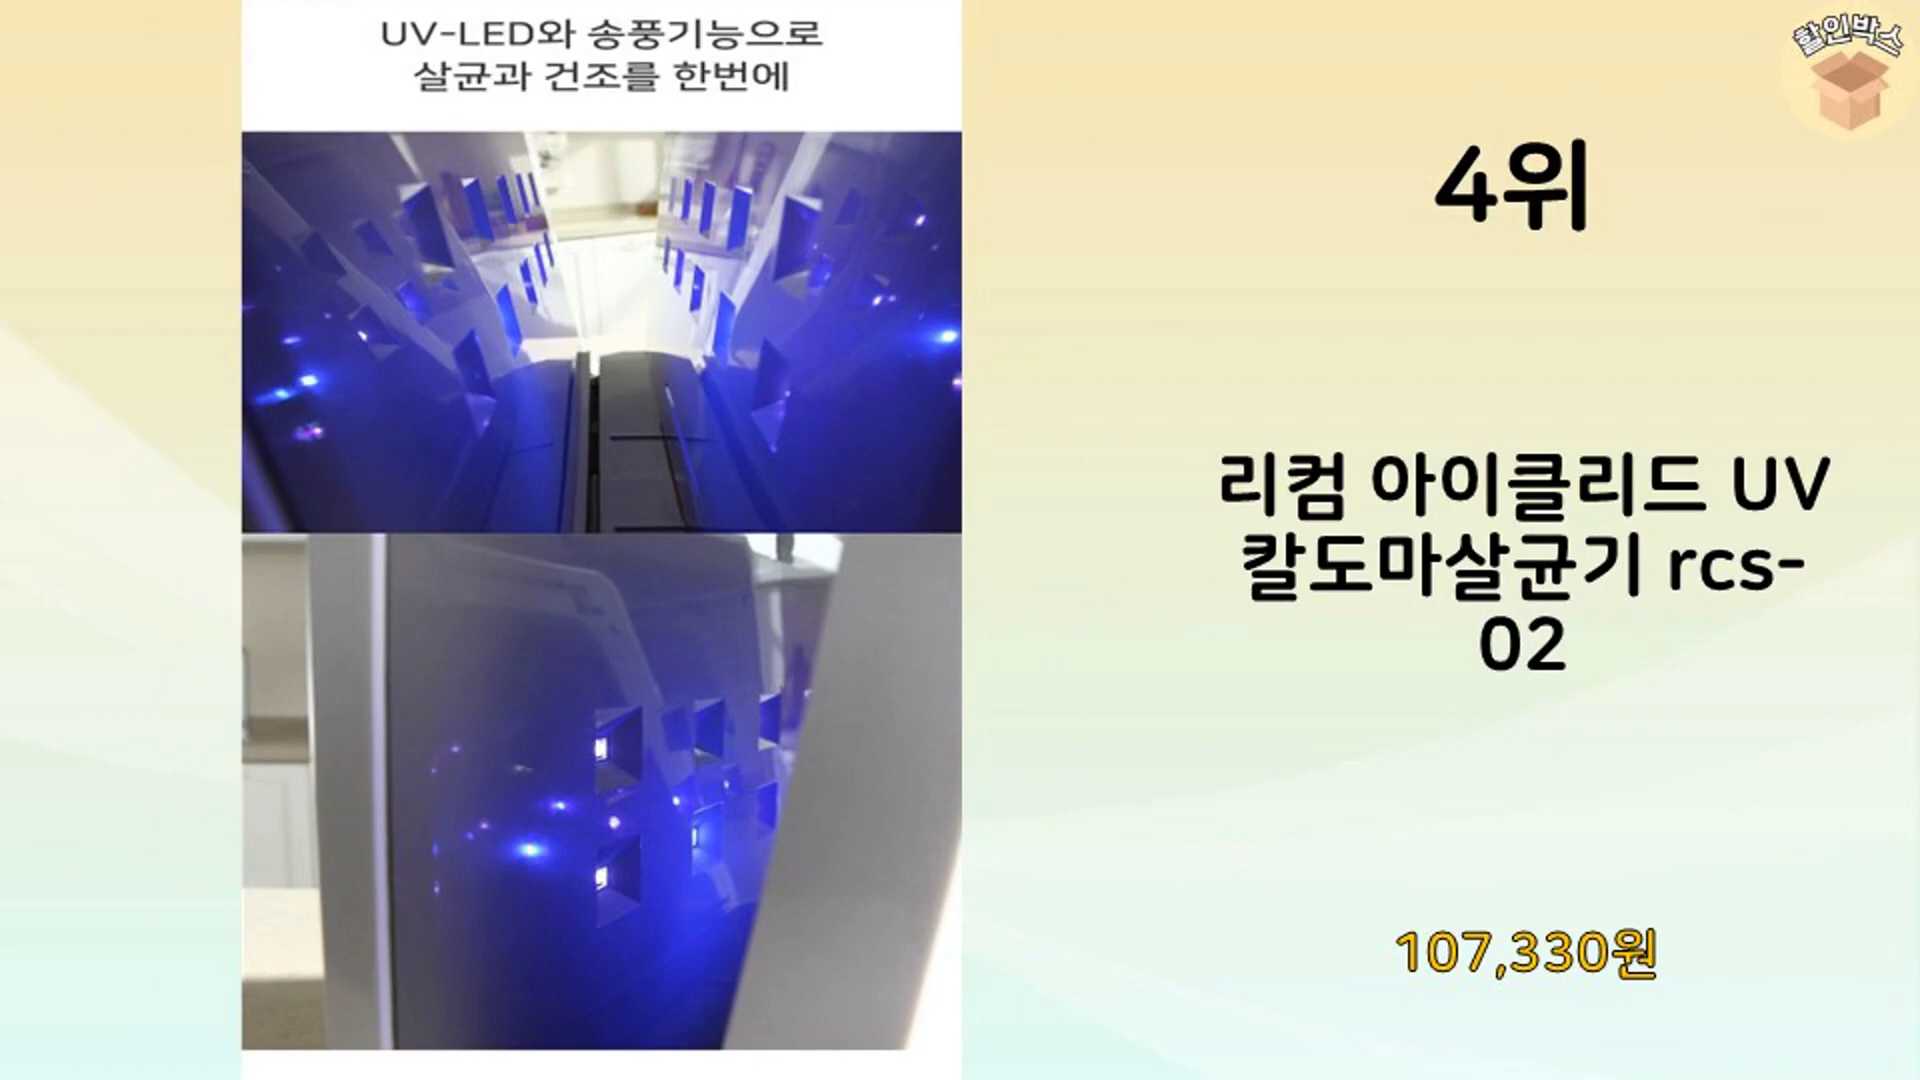 UV-LED와 송풍기능으로
살균과 건조를 한번에
할인박스
4위
리컴 아이클리드 UV
칼도마살균기 rcs-
02
107,330원